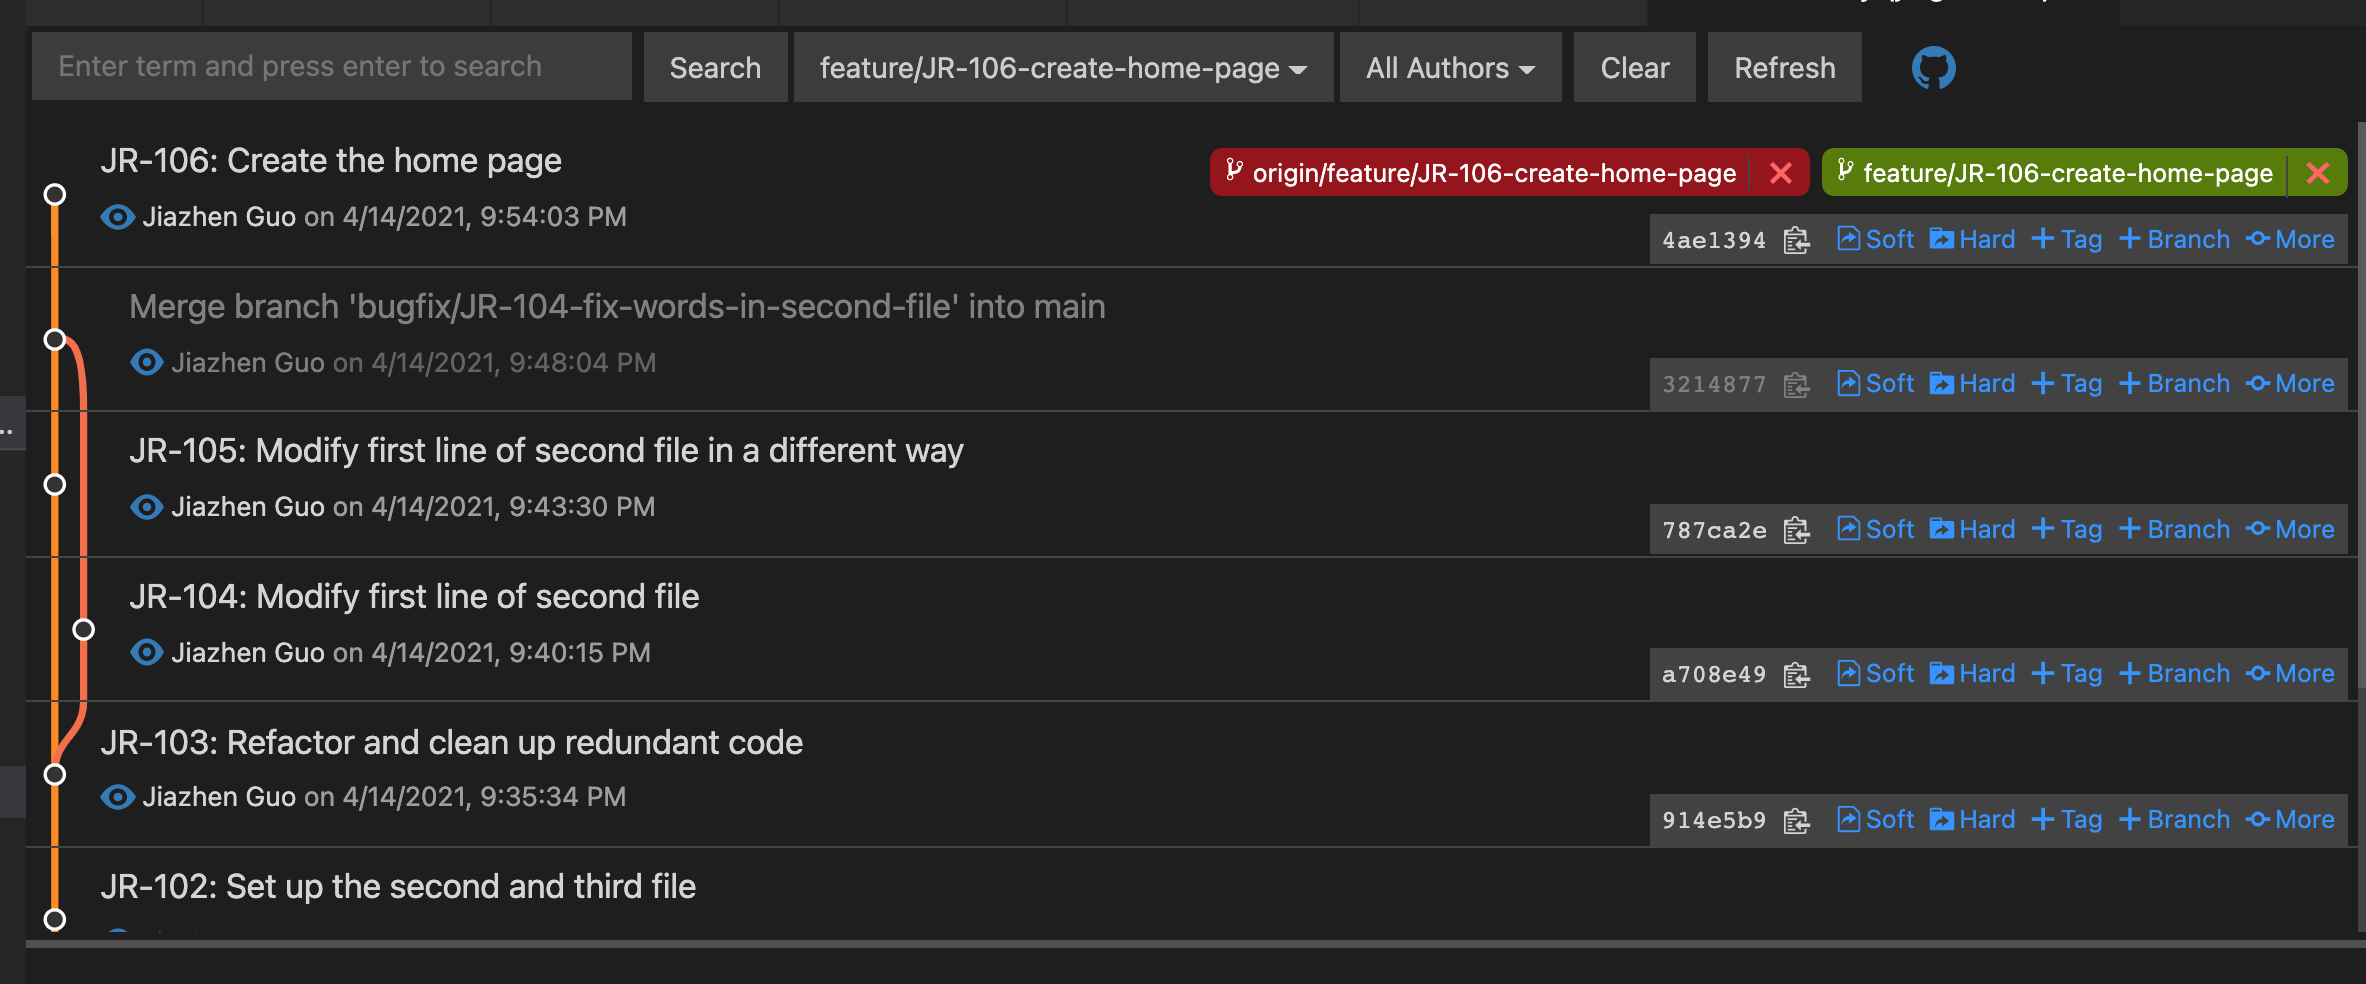 Enter term and press enter to search Search feature/JR-106-create-home-page All Authors Clear Refresh
JR-106: Create the home page origin/feature/JR-106-create-home-page feature/JR-106-create-home-page
Jiazhen Guo on 4/14/2021, 9:54:03 PM
4ae1394 Soft Hard Tag Branch More
Merge branch 'bugfix/JR-104-fix-words-in-second-file' into main
Jiazhen Guo on 4/14/2021, 9:48:04 PM
3214877 Soft Hard Tag Branch More
JR-105: Modify first line of second file in a different way
Jiazhen Guo on 4/14/2021, 9:43:30 PM
787ca2e Soft Hard Tag Branch More
JR-104: Modify first line of second file
Jiazhen Guo on 4/14/2021, 9:40:15 PM
a708e49 Soft Hard Tag Branch More
JR-103: Refactor and clean up redundant code
Jiazhen Guo on 4/14/2021, 9:35:34 PM
914e5b9 Soft Hard Tag Branch More
JR-102: Set up the second and third file